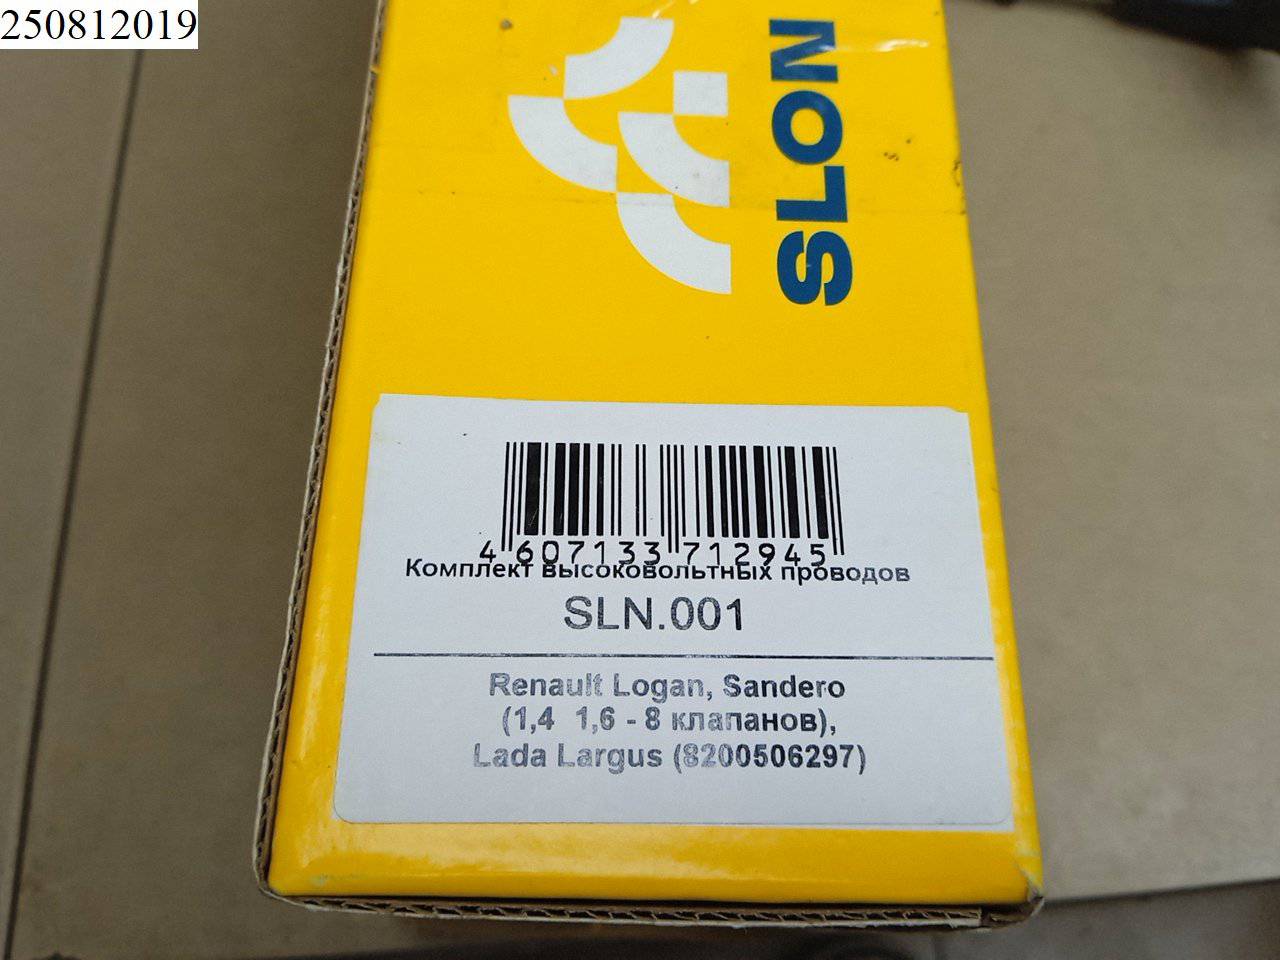 250812019
SLON
4 607133 712945
Комплект высоковольтных проводов
SLN.001
Renault Logan, Sandero
(1,4 1,6 - 8 клапанов),
Lada Largus (8200506297)